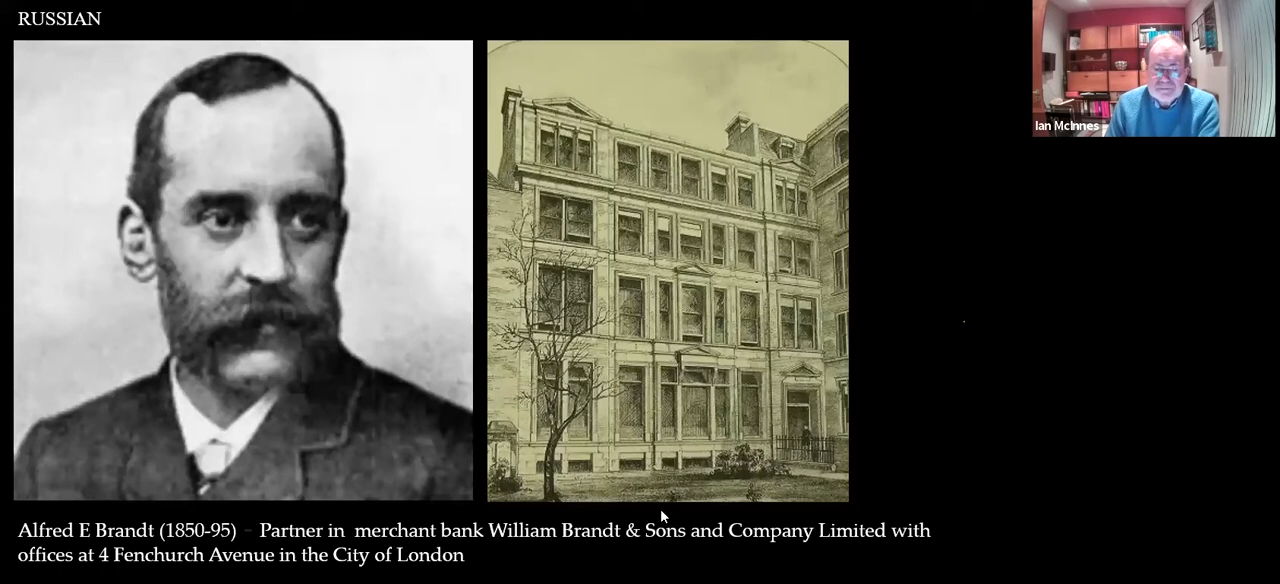 RUSSIAN
Ian McInnes
Alfred E Brandt (1850-95) – Partner in merchant bank William Brandt & Sons and Company Limited with
offices at 4 Fenchurch Avenue in the City of London